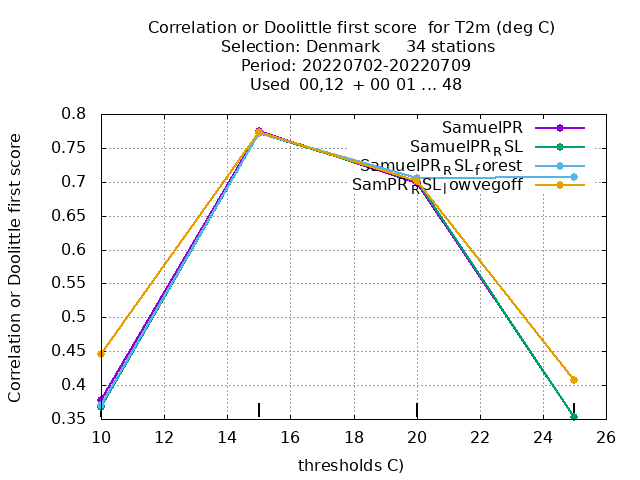 Correlation or Doolittle first score  for T2m (deg C)
Selection: Denmark     34 stations
Period: 20220702-20220709
Used  00,12  + 00 01 ... 48
Correlation or Doolittle first score
0.8
0.75
0.7
0.65
0.6
0.55
0.5
0.45
0.4
0.35
SamuelPR
SamuelPR_RSL
SamuelPR_RSL_forest
SamPR_RSL_lowvegoff
10 12 14 16 18 20 22 24 26
thresholds C)